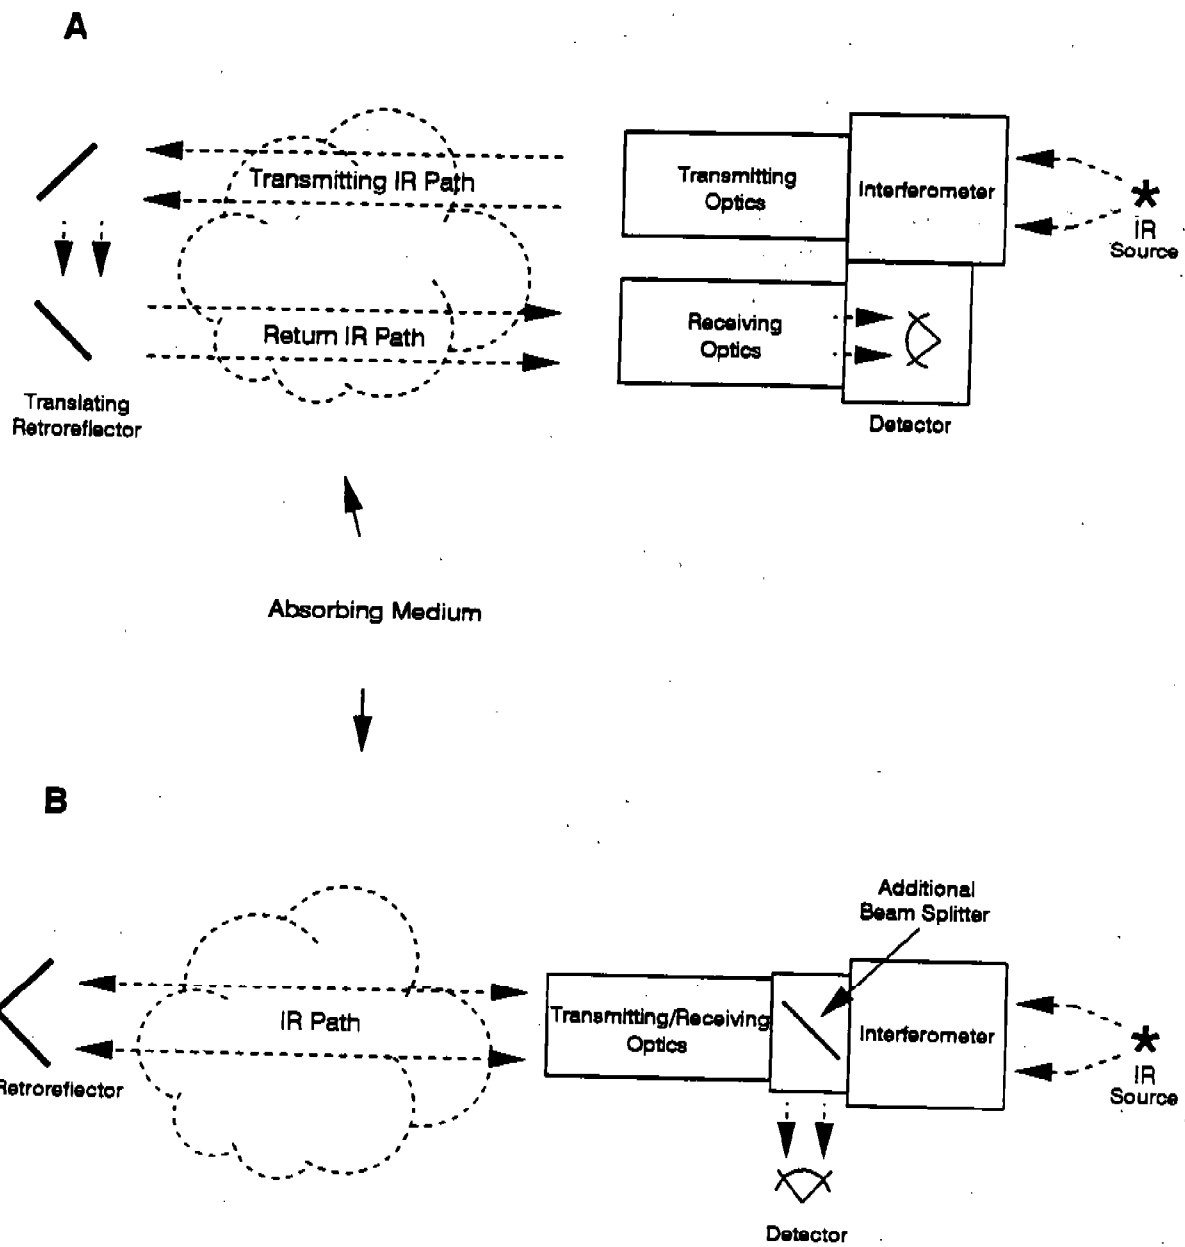 A
Transmitting IR Path
Transmitting
Optics
Interferometer
*
IR
Source
Return IR Path
Receiving
Optics
Translating
Retroreflector
Detector
Absorbing Medium
B
Additional
Beam Splitter
IR Path
Transmitting/Receiving
Optics
Interferometer
*
IR
Source
Retroreflector
Detector